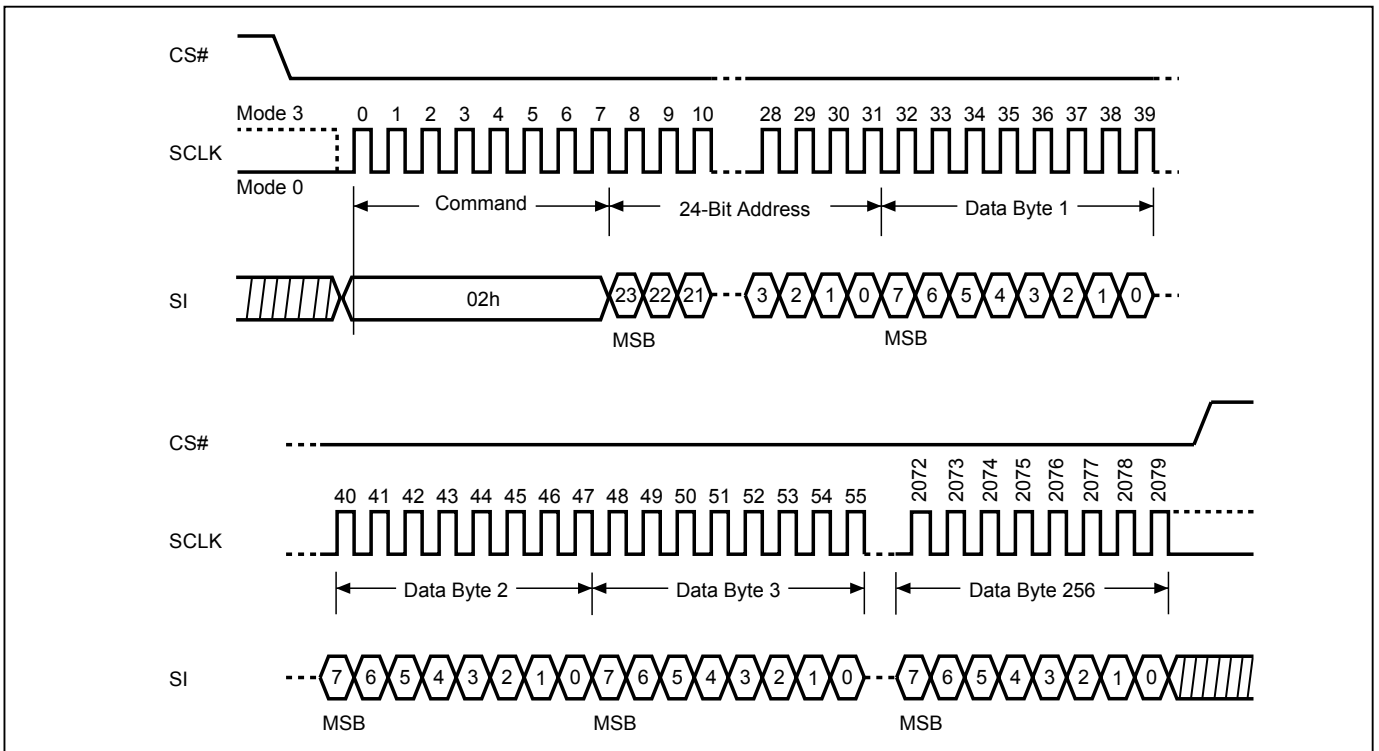 CS#
Mode 3
0 1 2 3 4 5 6 7 8 9 10 28 29 30 31 32 33 34 35 36 37 38 39
SCLK
Mode 0
Command 24-Bit Address Data Byte 1
SI
02h 23 22 21 3 2 1 0 7 6 5 4 3 2 1 0
MSB MSB
CS#
40 41 42 43 44 45 46 47 48 49 50 51 52 53 54 55 2072 2073 2074 2075 2076 2077 2078 2079
SCLK
Data Byte 2 Data Byte 3 Data Byte 256
SI
7 6 5 4 3 2 1 0 7 6 5 4 3 2 1 0 7 6 5 4 3 2 1 0
MSB MSB MSB